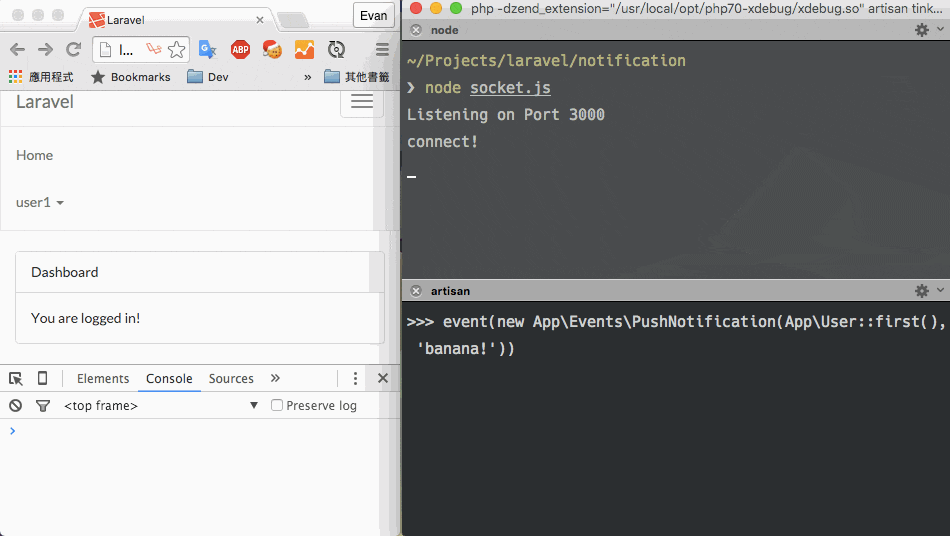 Laravel
Evan
l...
ABP
應用程式
Bookmarks
Dev
»
其他書籤
Laravel
Home
user1
Dashboard
You are logged in!
Elements Console Sources »
<top frame> ▼ Preserve log
>
php -dzend_extension="/usr/local/opt/php70-xdebug/xdebug.so" artisan tink...
node
~/Projects/laravel/notification
❯ node socket.js
Listening on Port 3000
connect!
artisan
>>> event(new App\Events\PushNotification(App\User::first(),
'banana!'))